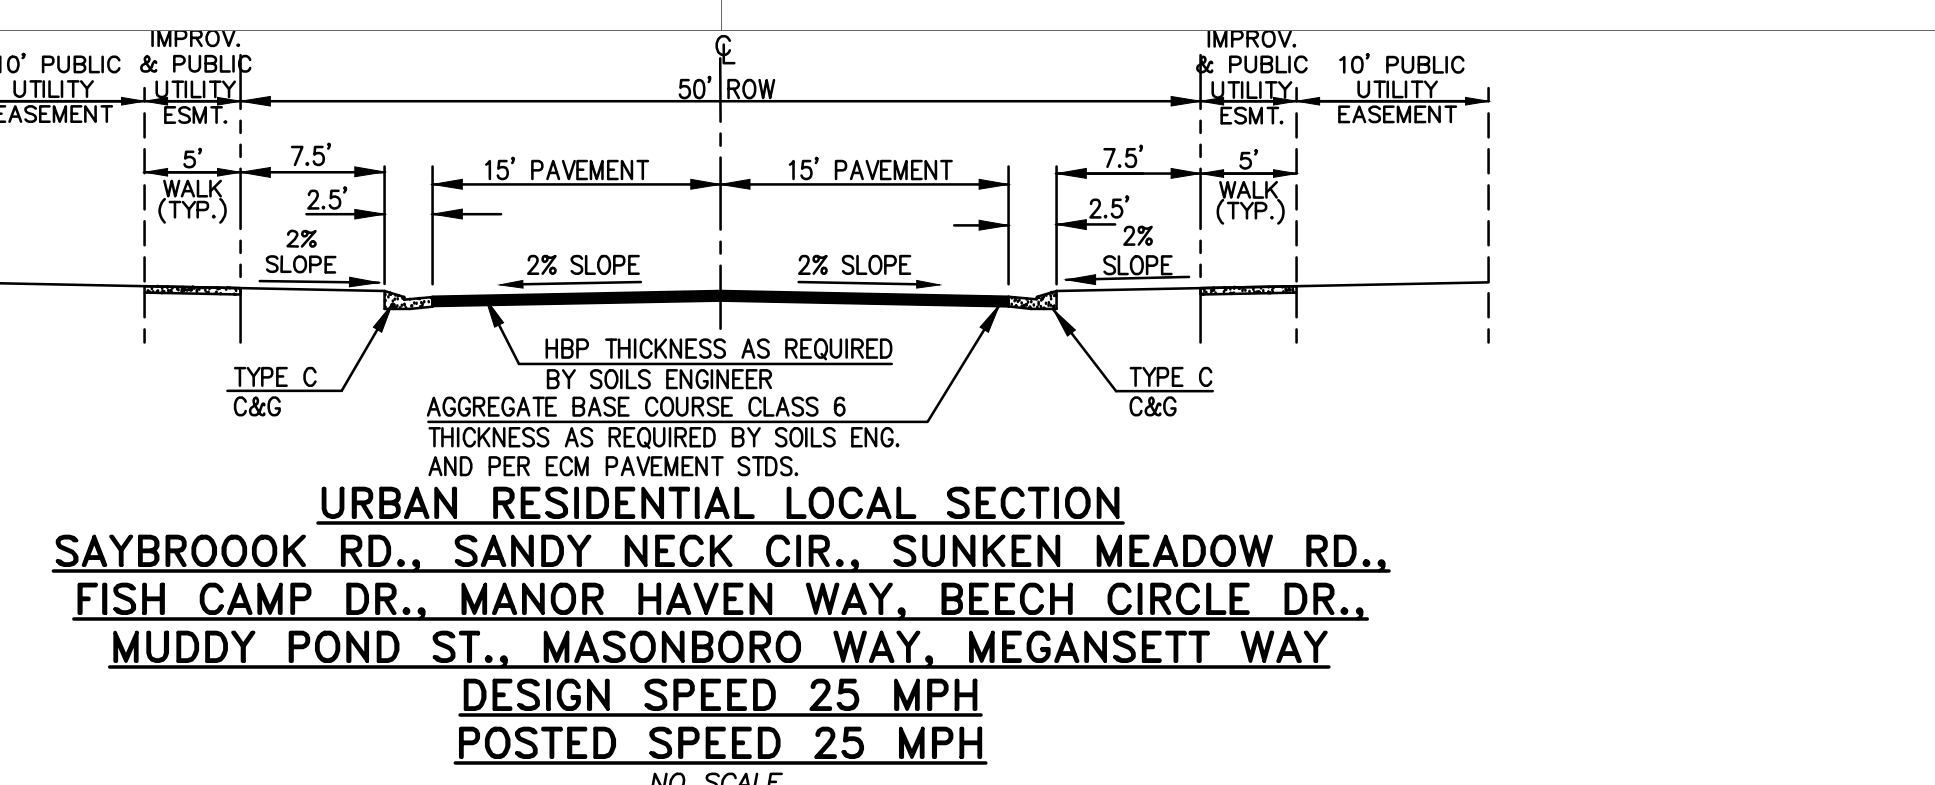 IMPROV.
& PUBLIC
UTILITY
ESMT.
10' PUBLIC
UTILITY
EASEMENT
℄
50' ROW
IMPROV.
& PUBLIC
UTILITY
ESMT.
10' PUBLIC
UTILITY
EASEMENT
5'
WALK
(TYP.)
7.5'
2.5'
15' PAVEMENT
15' PAVEMENT
7.5'
2.5'
5'
WALK
(TYP.)
2%
SLOPE
2% SLOPE
2% SLOPE
2%
SLOPE
TYPE C
C&G
HBP THICKNESS AS REQUIRED
BY SOILS ENGINEER
AGGREGATE BASE COURSE CLASS 6
THICKNESS AS REQUIRED BY SOILS ENG.
AND PER ECM PAVEMENT STDS.
TYPE C
C&G
URBAN RESIDENTIAL LOCAL SECTION
SAYBROOOK RD., SANDY NECK CIR., SUNKEN MEADOW RD.,
FISH CAMP DR., MANOR HAVEN WAY, BEECH CIRCLE DR.,
MUDDY POND ST., MASONBORO WAY, MEGANSETT WAY
DESIGN SPEED 25 MPH
POSTED SPEED 25 MPH
NO SCALE